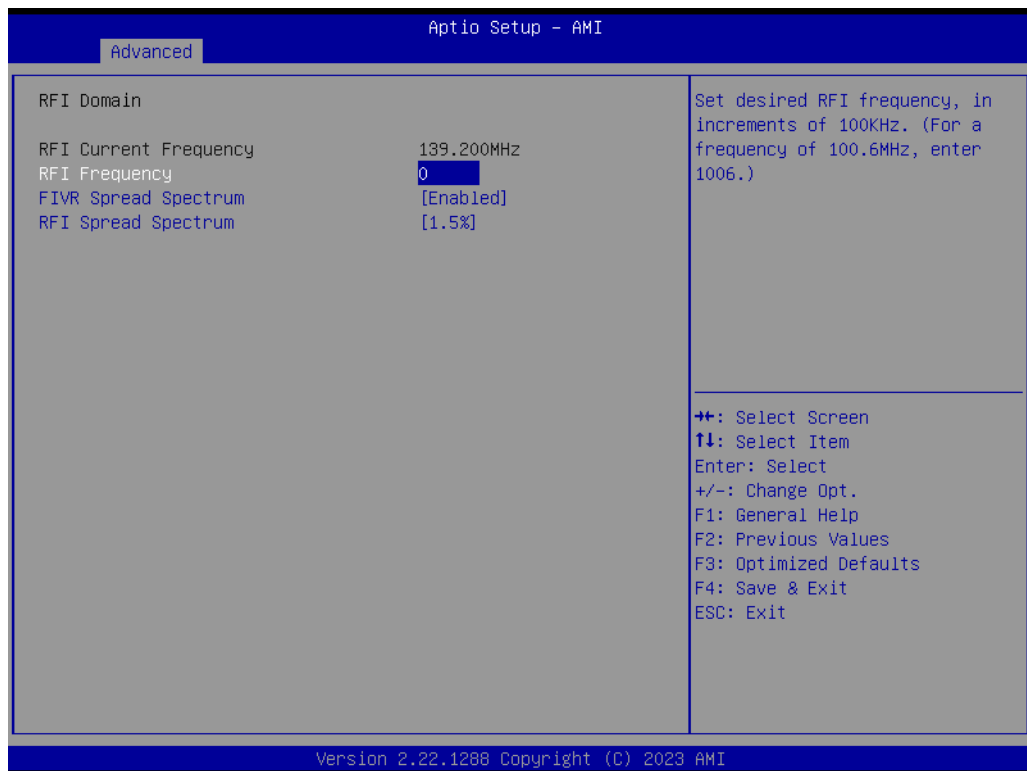 Aptio Setup – AMI
Advanced
RFI Domain
RFI Current Frequency 139.200MHz
RFI Frequency 0
FIVR Spread Spectrum [Enabled]
RFI Spread Spectrum [1.5%]
Set desired RFI frequency, in
increments of 100KHz. (For a
frequency of 100.6MHz, enter
1006.)
→←: Select Screen
↑↓: Select Item
Enter: Select
+/-: Change Opt.
F1: General Help
F2: Previous Values
F3: Optimized Defaults
F4: Save & Exit
ESC: Exit
Version 2.22.1288 Copyright (C) 2023 AMI